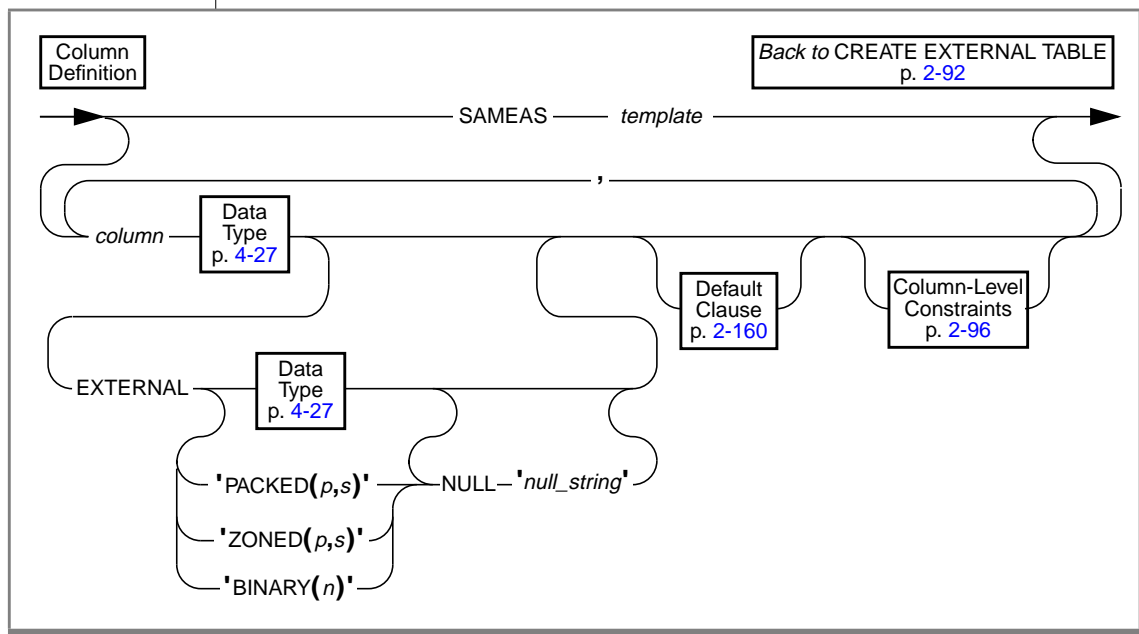 Column
Definition
Back to CREATE EXTERNAL TABLE
p. 2-92
SAMEAS template
,
column
Data
Type
p. 4-27
Default
Clause
p. 2-160
Column-Level
Constraints
p. 2-96
EXTERNAL
Data
Type
p. 4-27
'PACKED(p,s)'
NULL 'null_string'
'ZONED(p,s)'
'BINARY(n)'